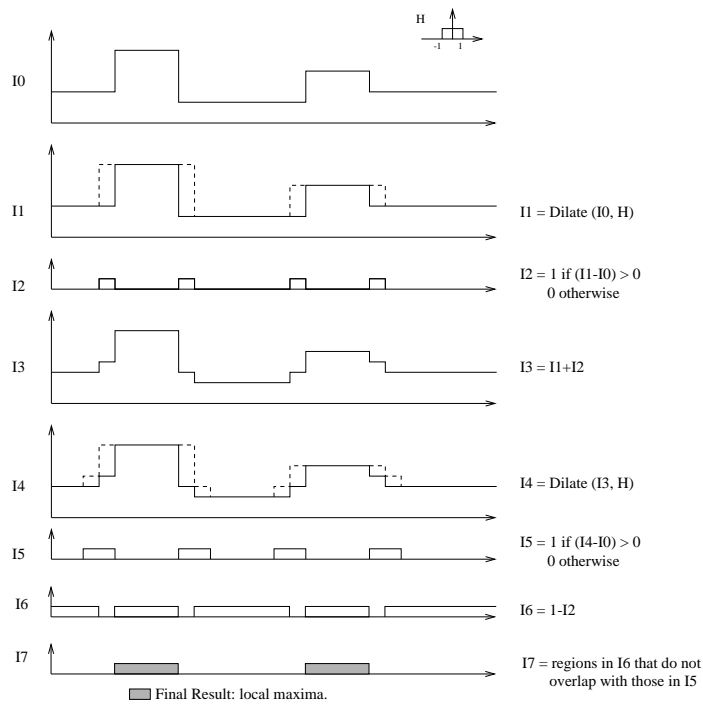 H
-1 1
I0
I1
I1 = Dilate (I0, H)
I2
I2 = 1 if (I1-I0) > 0
0 otherwise
I3
I3 = I1+I2
I4
I4 = Dilate (I3, H)
I5
I5 = 1 if (I4-I0) > 0
0 otherwise
I6
I6 = 1-I2
I7
I7 = regions in I6 that do not
overlap with those in I5
Final Result: local maxima.